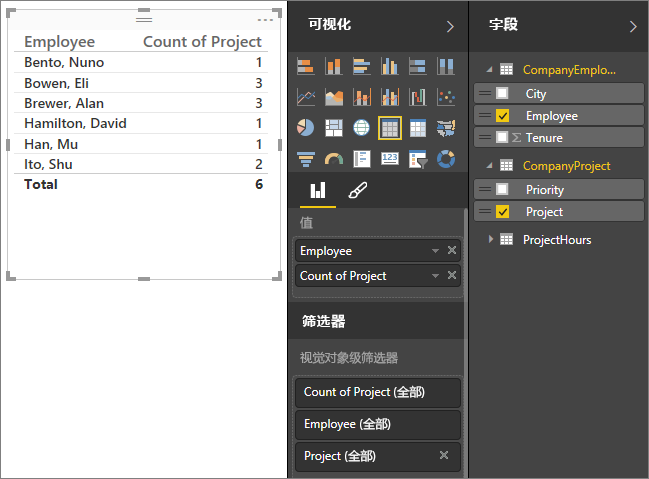 Employee Count of Project
Bento, Nuno 1
Bowen, Eli 3
Brewer, Alan 3
Hamilton, David 1
Han, Mu 1
Ito, Shu 2
Total 6
可视化
123
值
Employee
Count of Project
筛选器
视觉对象级筛选器
Count of Project (全部)
Employee (全部)
Project (全部)
字段
CompanyEmplo...
City
Employee
Σ Tenure
CompanyProject
Priority
Project
ProjectHours